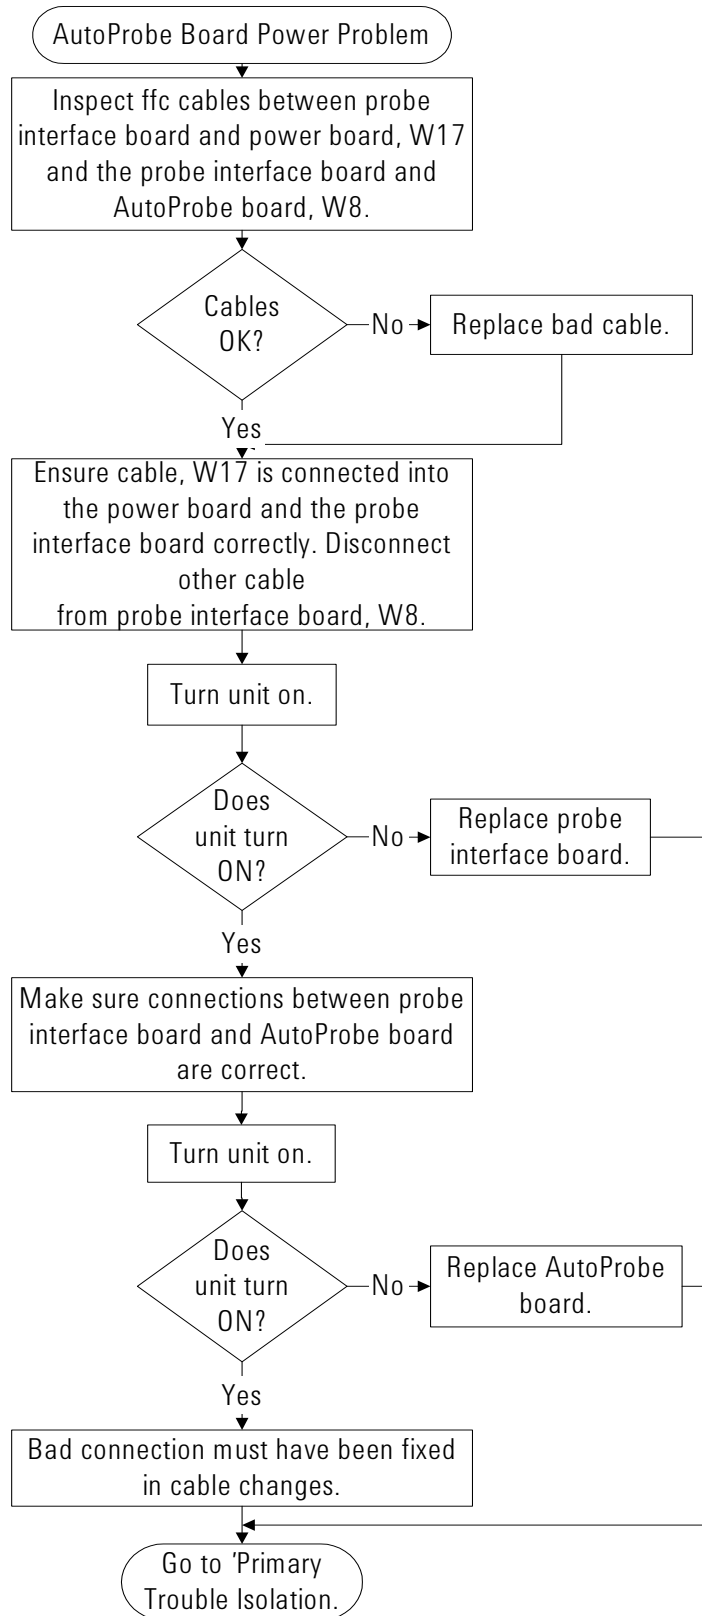 AutoProbe Board Power Problem
Inspect ffc cables between probe
interface board and power board, W17
and the probe interface board and
AutoProbe board, W8.
Cables
OK?
No
Replace bad cable.
Yes
Ensure cable, W17 is connected into
the power board and the probe
interface board correctly. Disconnect
other cable
from probe interface board, W8.
Turn unit on.
Does
unit turn
ON?
No
Replace probe
interface board.
Yes
Make sure connections between probe
interface board and AutoProbe board
are correct.
Turn unit on.
Does
unit turn
ON?
No
Replace AutoProbe
board.
Yes
Bad connection must have been fixed
in cable changes.
Go to 'Primary
Trouble Isolation.